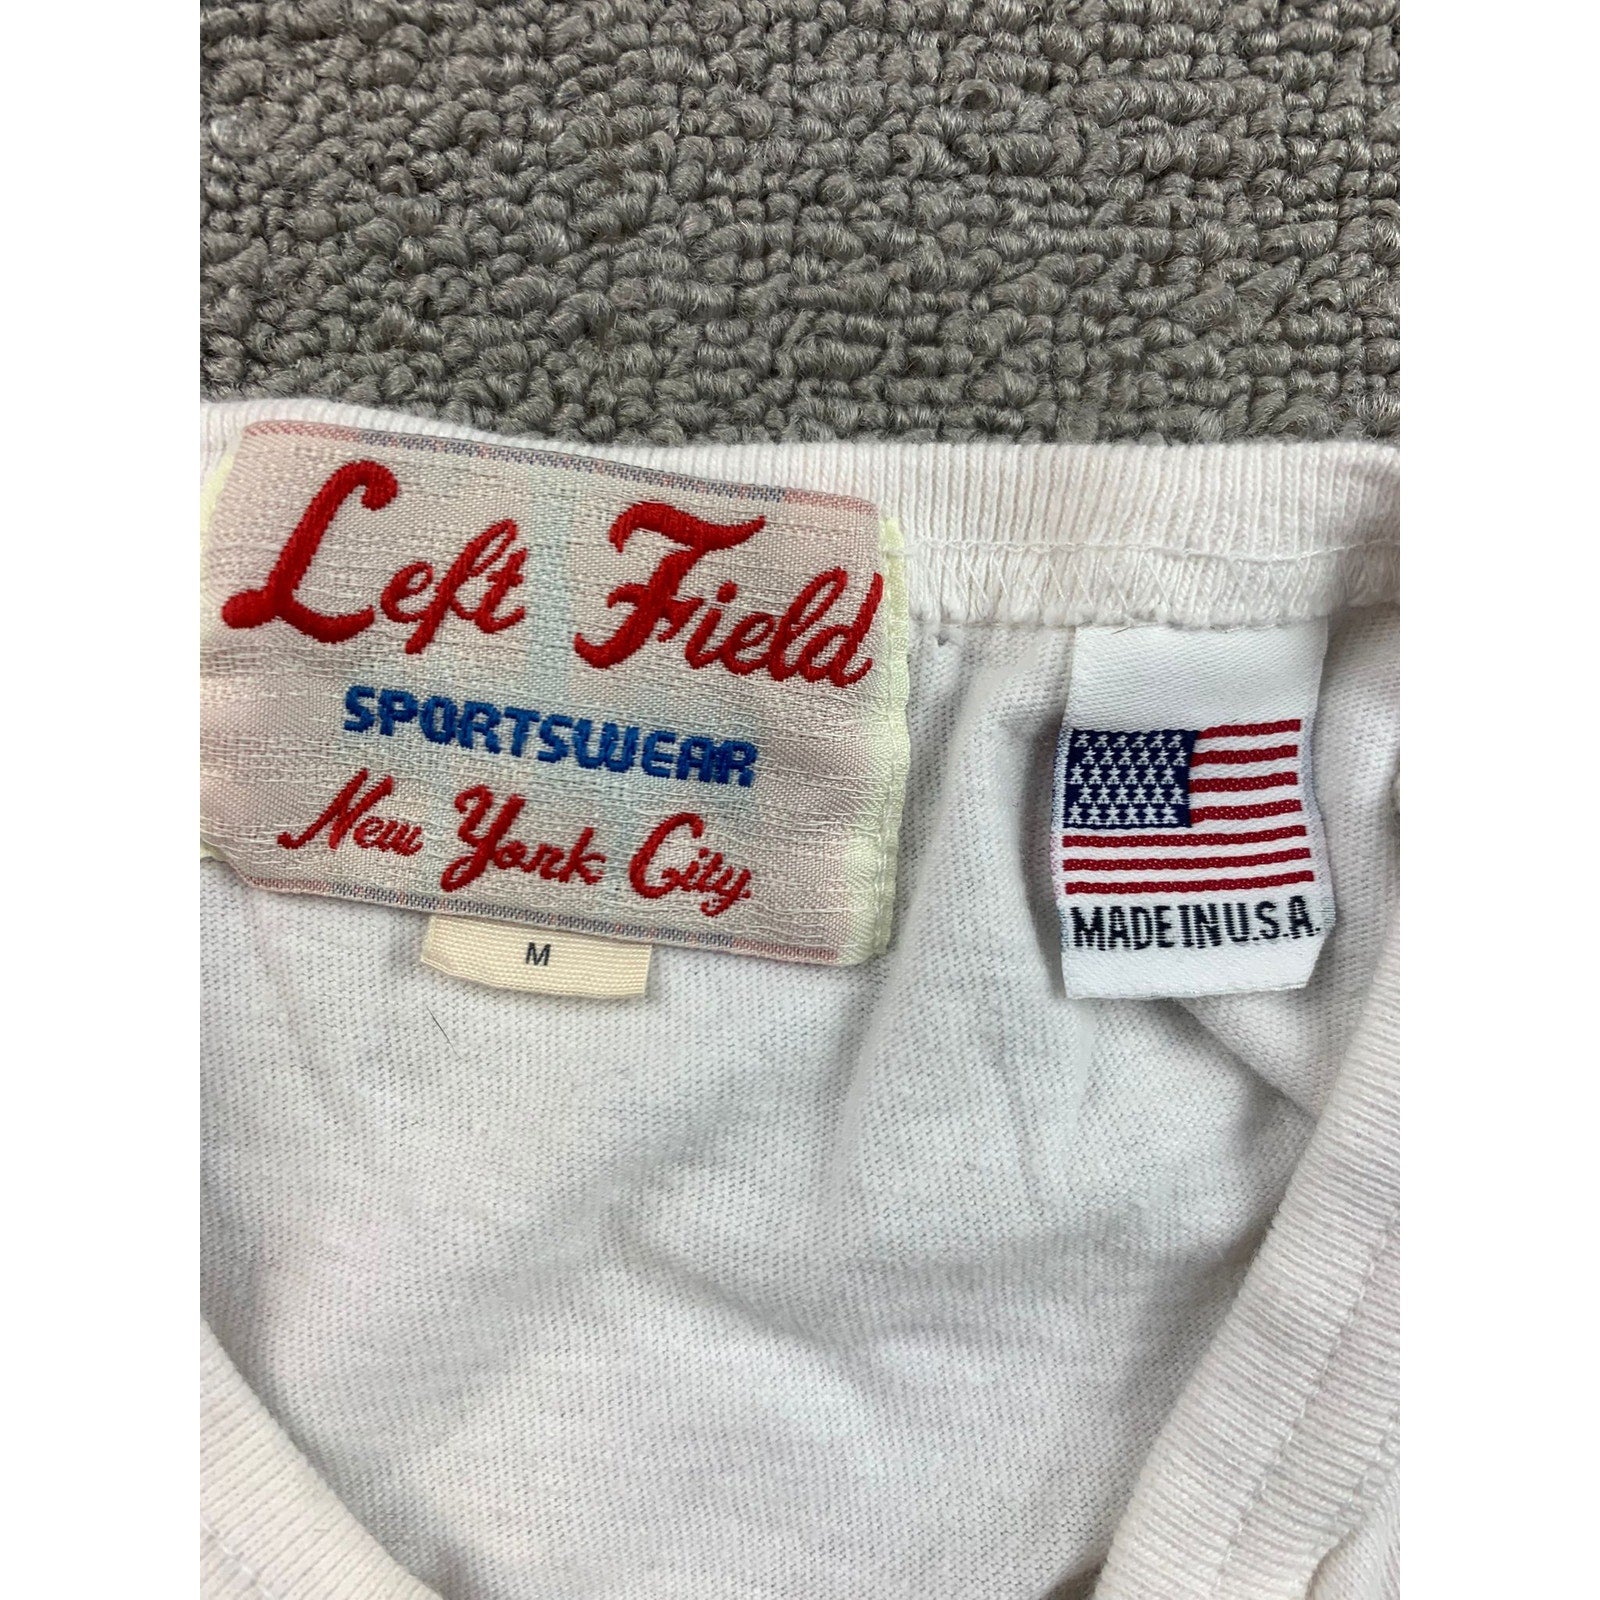 Left Field
SPORTSWEAR
New York City
M
MADE IN U.S.A.